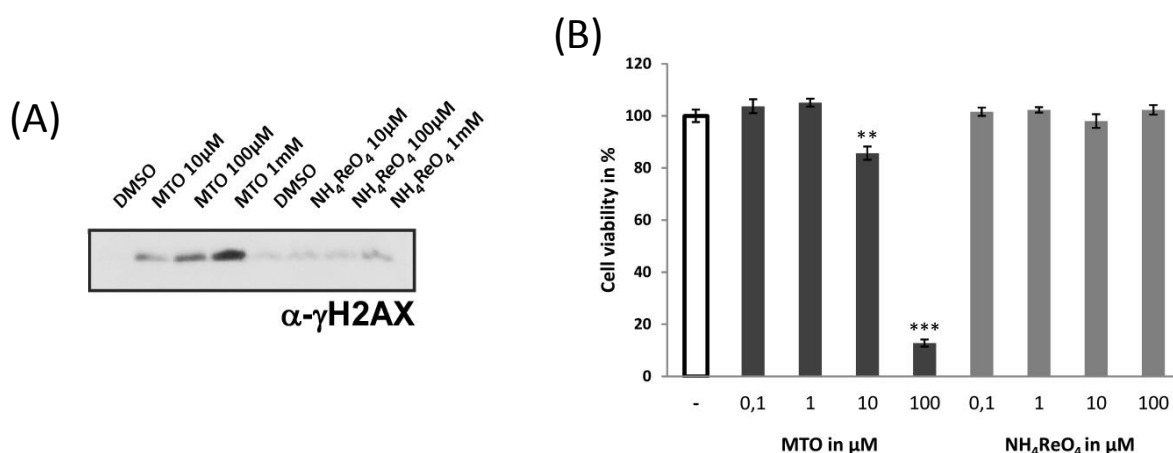 (A)
DMSO
MTO 10µM
MTO 100µM
MTO 1mM
DMSO
NH₄ReO₄ 10µM
NH₄ReO₄ 100µM
NH₄ReO₄ 1mM
α-γH2AX
(B)
Cell viability in %
120
100
80
60
40
20
0
**
***
- 0,1 1 10 100 0,1 1 10 100
MTO in µM NH₄ReO₄ in µM